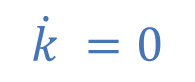 k̇ = 0